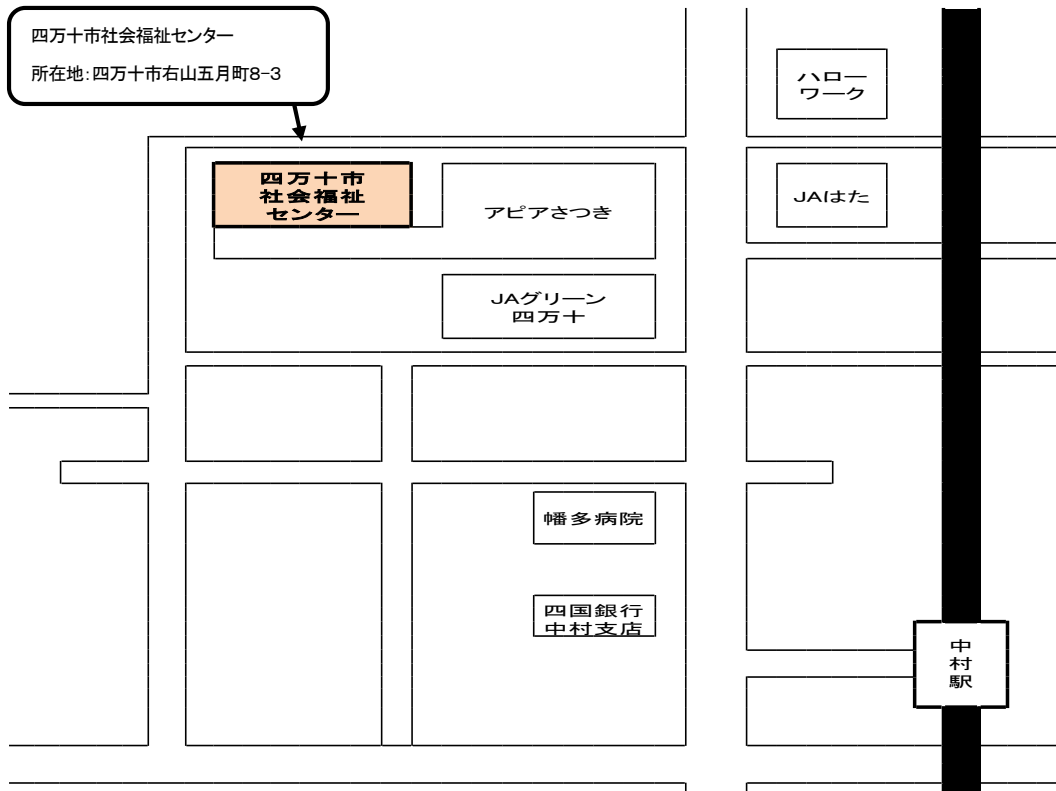 四万十市社会福祉センター
所在地:四万十市右山五月町8-3
ハロー
ワーク
四万十市
社会福祉
センター
アピアさつき
JAはた
JAグリーン
四万十
幡多病院
四国銀行
中村支店
中
村
駅